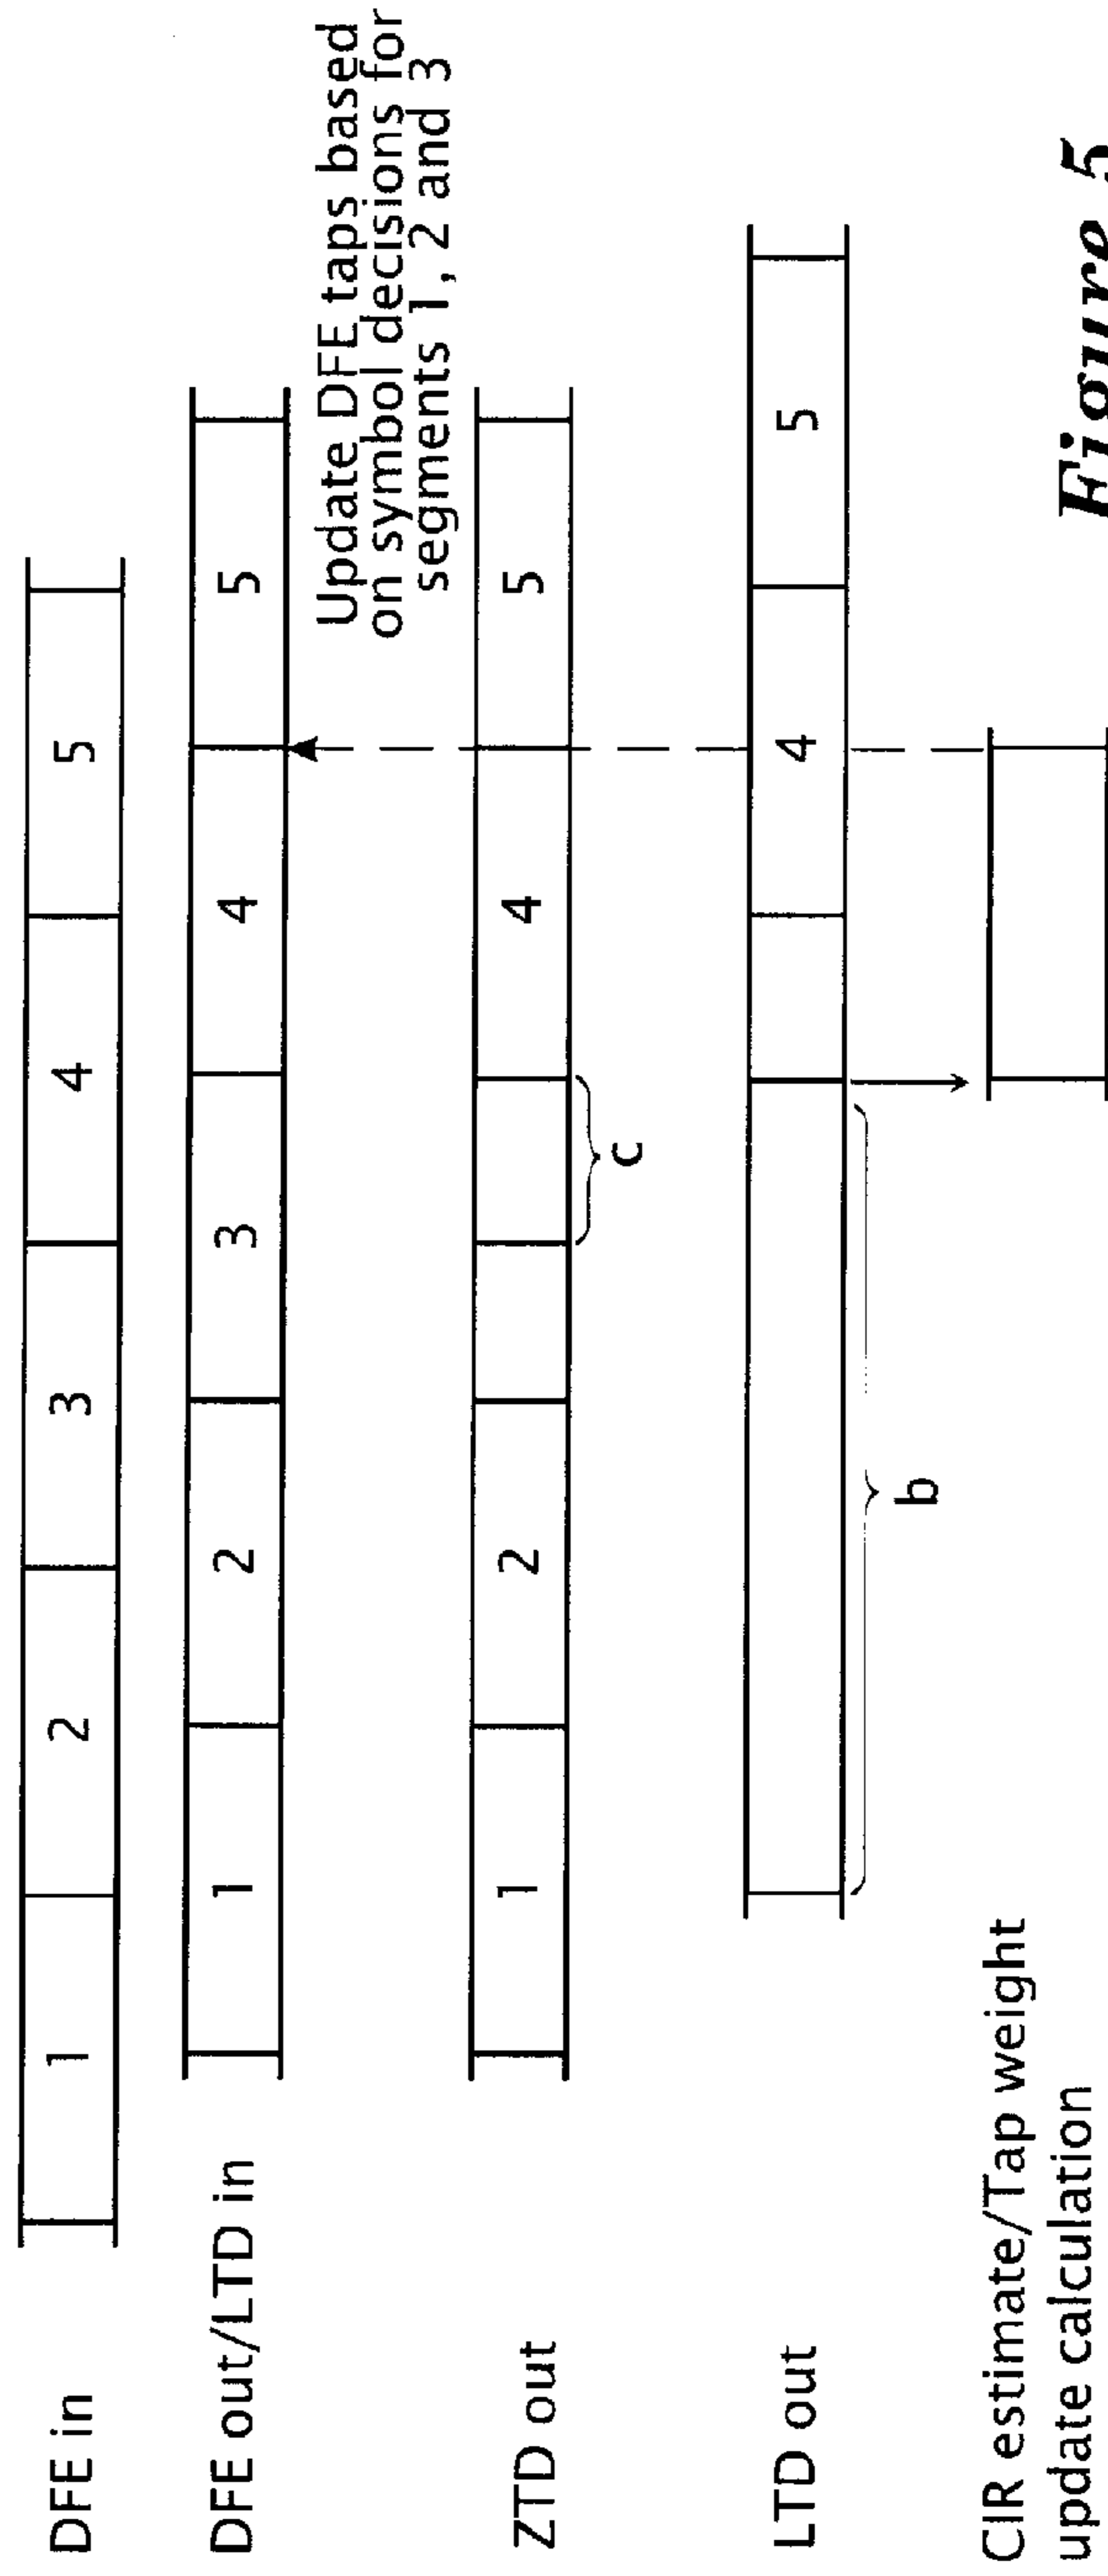 DFE in
1
2
3
4
5
DFE out/LTD in
1
2
3
4
5
Update DFE taps based
on symbol decisions for
segments 1, 2 and 3
ZTD out
1
2
4
5
c
LTD out
4
5
b
CIR estimate/Tap weight
update calculation
Figure 5